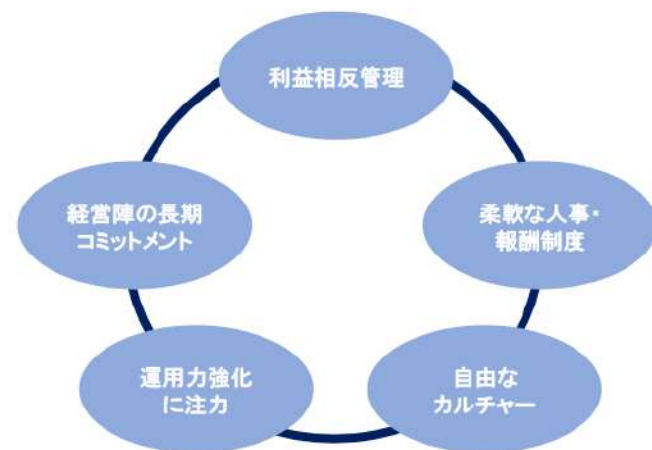 利益相反管理
経営陣の長期
コミットメント
柔軟な人事・
報酬制度
運用力強化
に注力
自由な
カルチャー